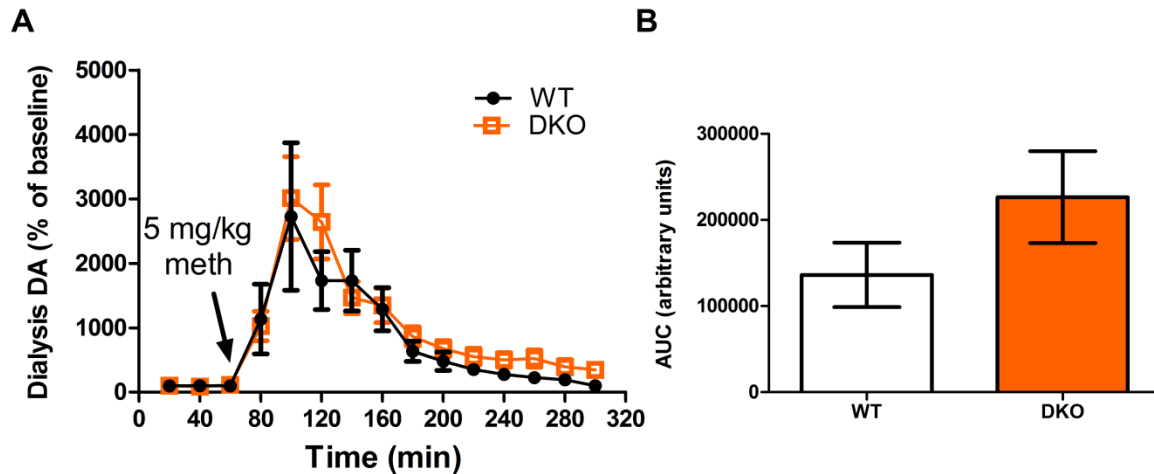 A
Dialysis DA (% of baseline)
5000
4000
3000
2000
1000
0
5 mg/kg
meth
WT
DKO
0 40 80 120 160 200 240 280 320
Time (min)
B
AUC (arbitrary units)
300000
200000
100000
0
WT DKO